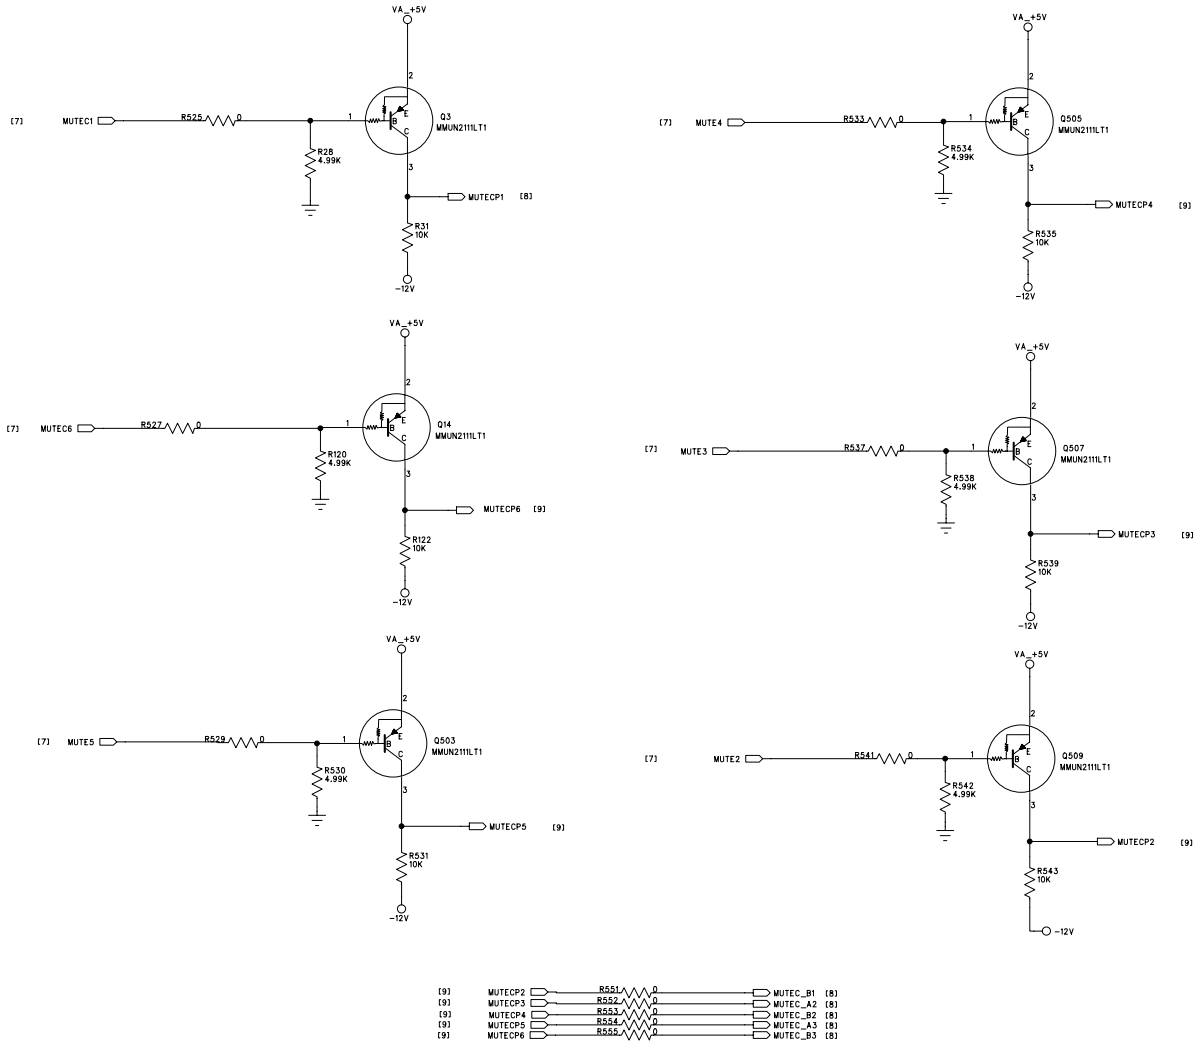 VA_+5V
2
[7] MUTEC1 R525 0 1 B E C Q3
MMUN2111LT1
R28
4.99K
3
MUTECP1 [8]
R31
10K
-12V
VA_+5V
2
[7] MUTE4 R533 0 1 B E C Q505
MMUN2111LT1
R534
4.99K
3
MUTECP4 [9]
R535
10K
-12V
VA_+5V
2
[7] MUTEC6 R527 0 1 B E C Q14
MMUN2111LT1
R120
4.99K
3
MUTECP6 [9]
R122
10K
-12V
VA_+5V
2
[7] MUTE3 R537 0 1 B E C Q507
MMUN2111LT1
R538
4.99K
3
MUTECP3 [9]
R539
10K
-12V
VA_+5V
2
[7] MUTE5 R529 0 1 B E C Q503
MMUN2111LT1
R530
4.99K
3
MUTECP5 [9]
R531
10K
-12V
VA_+5V
2
[7] MUTE2 R541 0 1 B E C Q509
MMUN2111LT1
R542
4.99K
3
MUTECP2 [9]
R543
10K
-12V
[9] MUTECP2 R551 0 MUTEC_B1 [8]
[9] MUTECP3 R552 0 MUTEC_A2 [8]
[9] MUTECP4 R553 0 MUTEC_B2 [8]
[9] MUTECP5 R554 0 MUTEC_A3 [8]
[9] MUTECP6 R555 0 MUTEC_B3 [8]